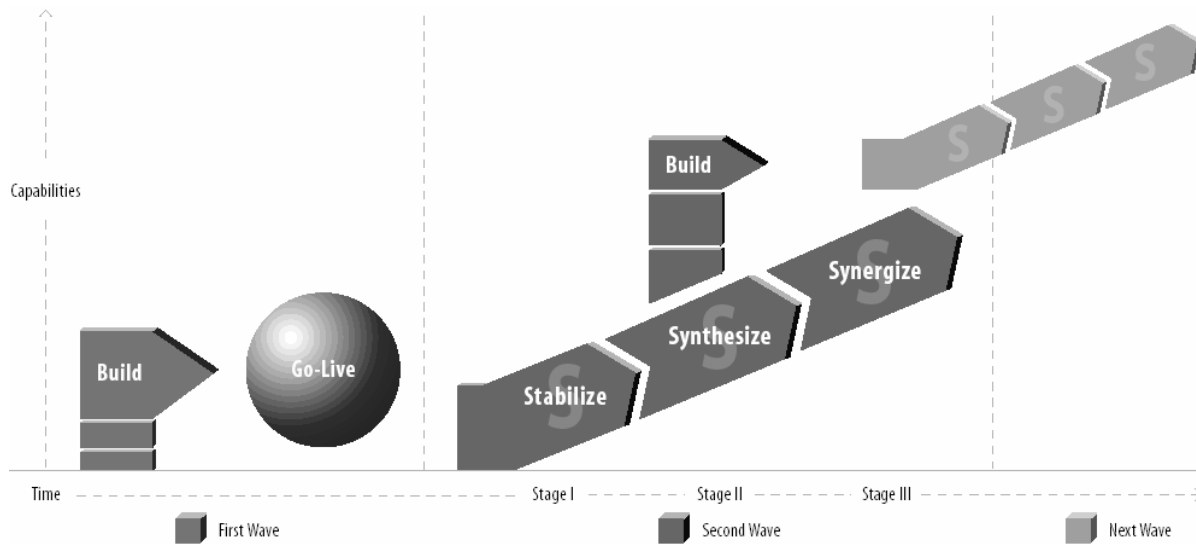 S
S
S
Build
Capabilities
S
Synergize
S
Synthesize
Build
Go-Live
S
Stabilize
Time
Stage I
Stage II
Stage III
First Wave
Second Wave
Next Wave